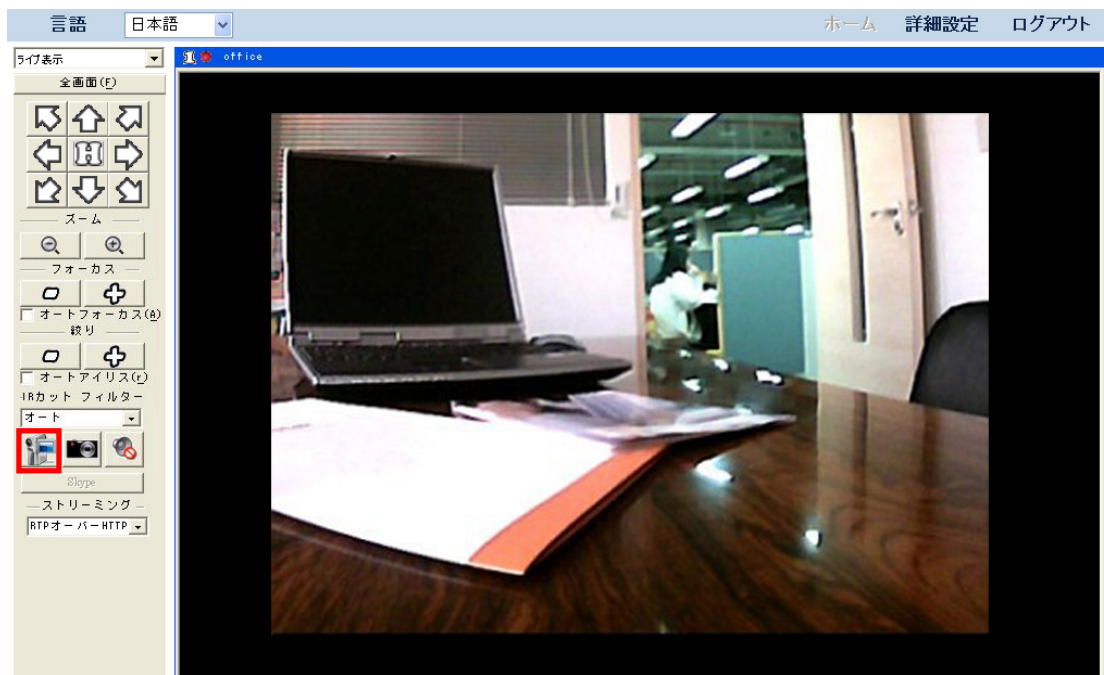 言語 日本語 ホーム 詳細設定 ログアウト
ライブ表示
office
全画面(F)
ズーム
フォーカス
オートフォーカス(A)
絞り
オートアイリス(r)
IRカット フィルター
オート
Skype
ストリーミング
RTPオーバーHTTP